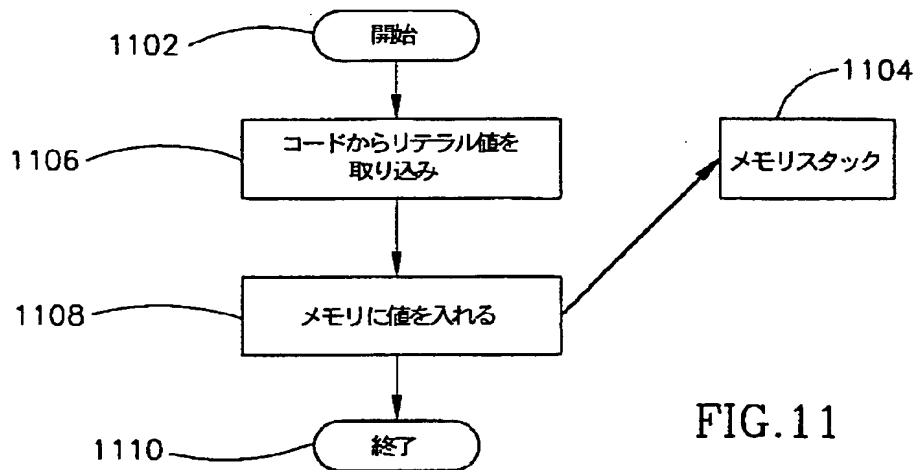 1102
開始
1104
1106
コードからリテラル値を
取り込み
メモリスタック
1108
メモリに値を入れる
1110
終了
FIG.11